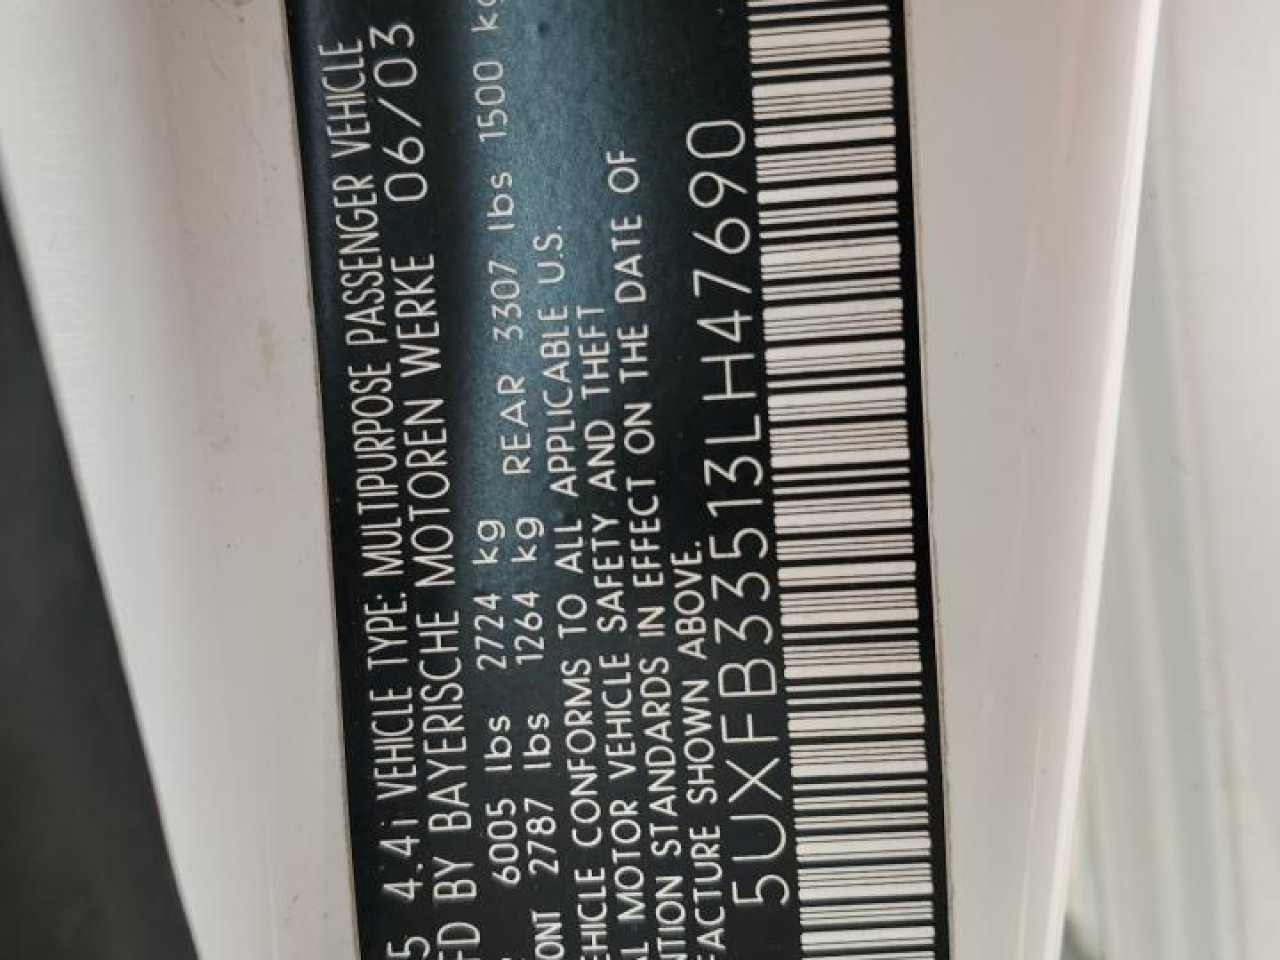 5 4.4i VEHICLE TYPE: MULTIPURPOSE PASSENGER VEHICLE
FD BY BAYERISCHE MOTOREN WERKE 06/03
6005 lbs 2724 kg
ONT 2787 lbs 1264 kg REAR 3307 lbs 1500 kg
EHICLE CONFORMS TO ALL APPLICABLE U.S.
AL MOTOR VEHICLE SAFETY AND THEFT
NTION STANDARDS IN EFFECT ON THE DATE OF
FACTURE SHOWN ABOVE.
5UXFB33513LH47690